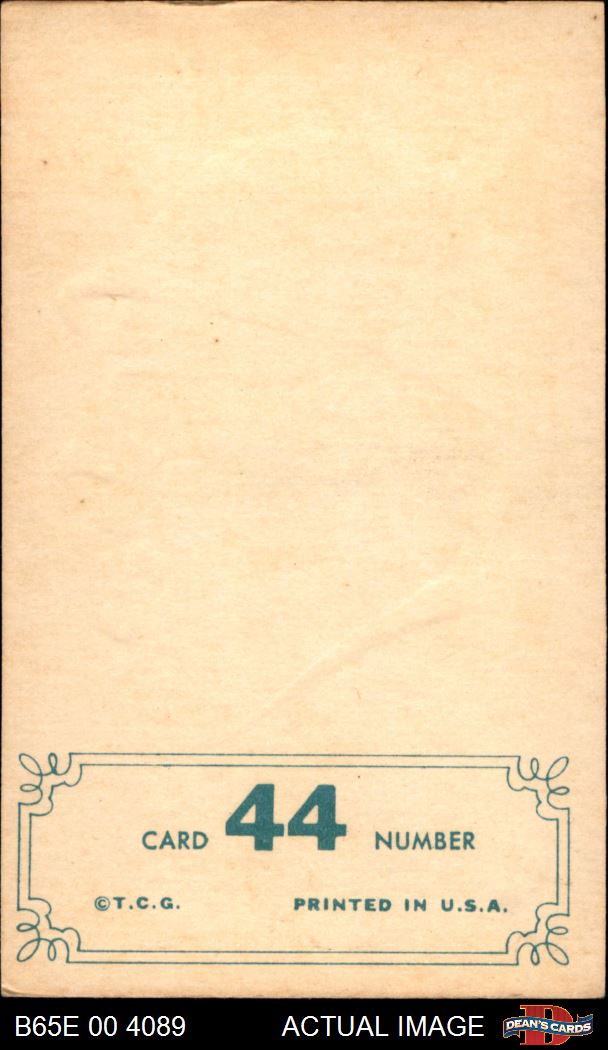 CARD 44 NUMBER
©T.C.G. PRINTED IN U.S.A.
B65E 00 4089 ACTUAL IMAGE DEAN'S CARDS